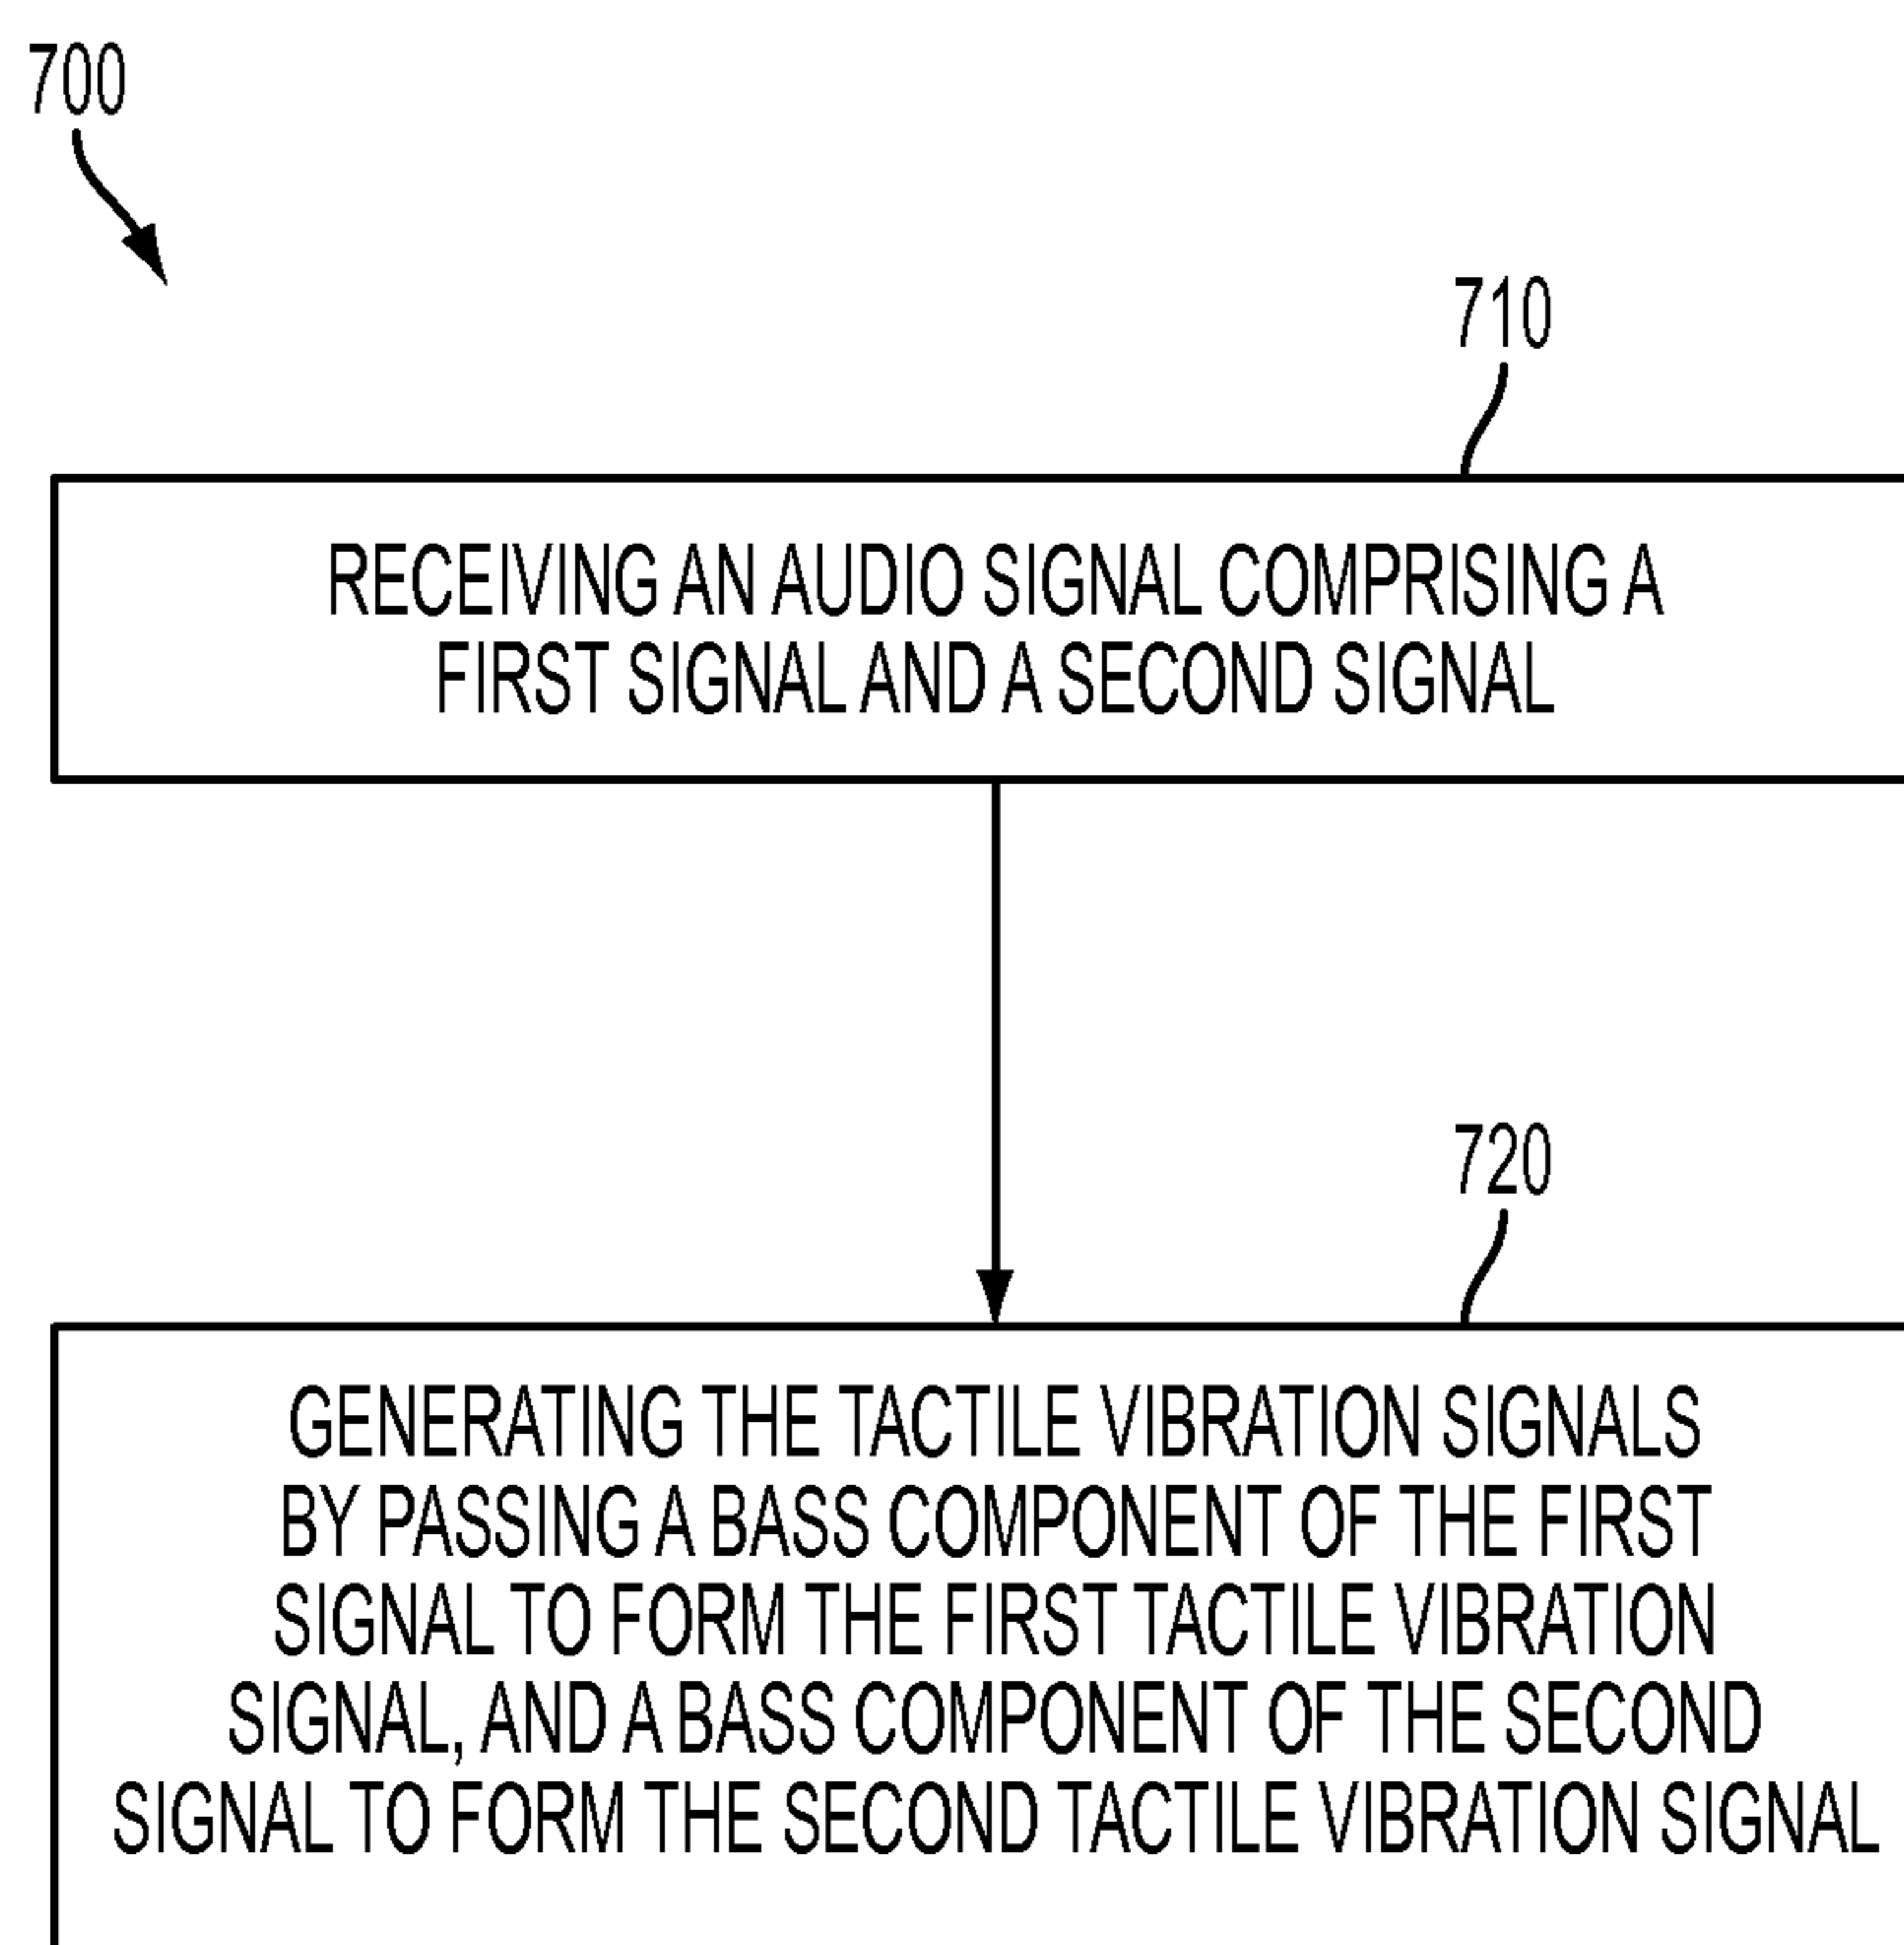 700
710
RECEIVING AN AUDIO SIGNAL COMPRISING A
FIRST SIGNAL AND A SECOND SIGNAL
720
GENERATING THE TACTILE VIBRATION SIGNALS
BY PASSING A BASS COMPONENT OF THE FIRST
SIGNAL TO FORM THE FIRST TACTILE VIBRATION
SIGNAL, AND A BASS COMPONENT OF THE SECOND
SIGNAL TO FORM THE SECOND TACTILE VIBRATION SIGNAL